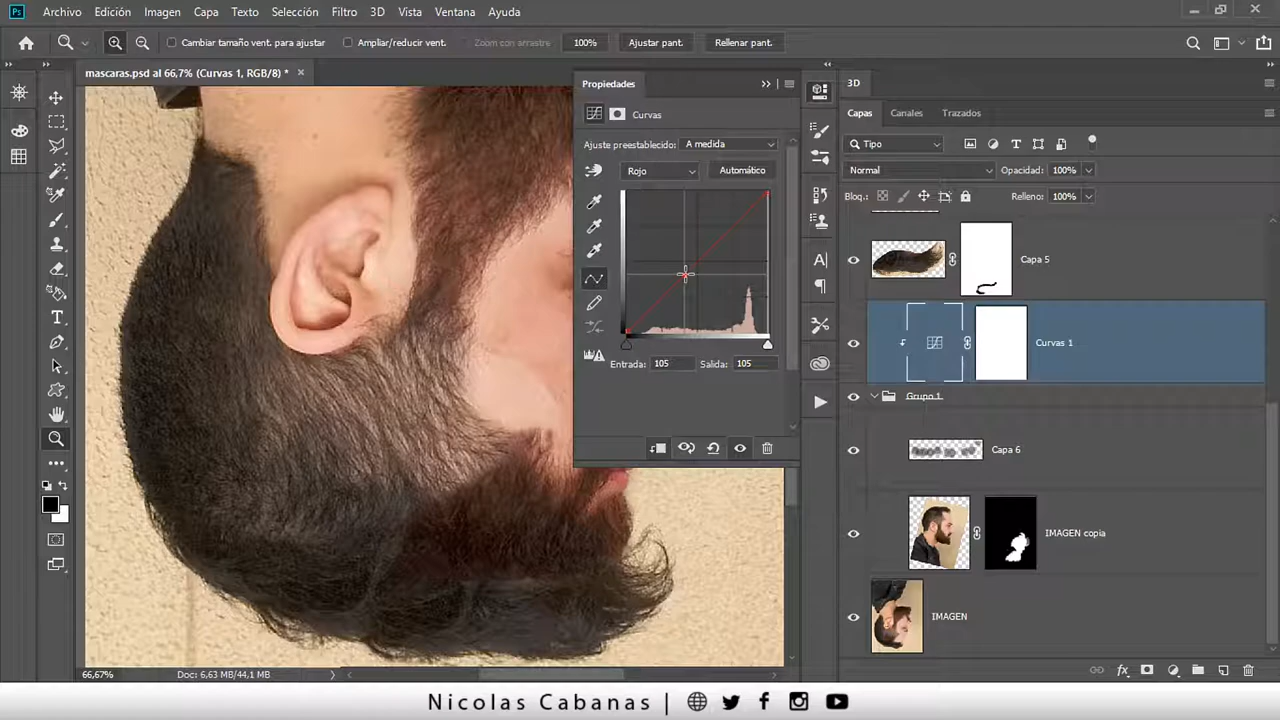 Ps Archivo Edición Imagen Capa Texto Selección Filtro 3D Vista Ventana Ayuda
Cambiar tamaño vent. para ajustar Ampliar/reducir vent. Zoom con arrastre 100% Ajustar pant. Rellenar pant.
mascaras.psd al 66,7% (Curvas 1, RGB/8) *
Propiedades
Curvas
Ajuste preestablecido: A medida
Rojo Automático
Entrada: 105 Salida: 105
3D
Capas Canales Trazados
Tipo
Normal Opacidad: 100%
Bloq.: Relleno: 100%
Capa 5
Curvas 1
Grupo 1
Capa 6
IMAGEN copia
IMAGEN
66,67% Doc: 6,63 MB/44,1 MB
Nicolas Cabanas |